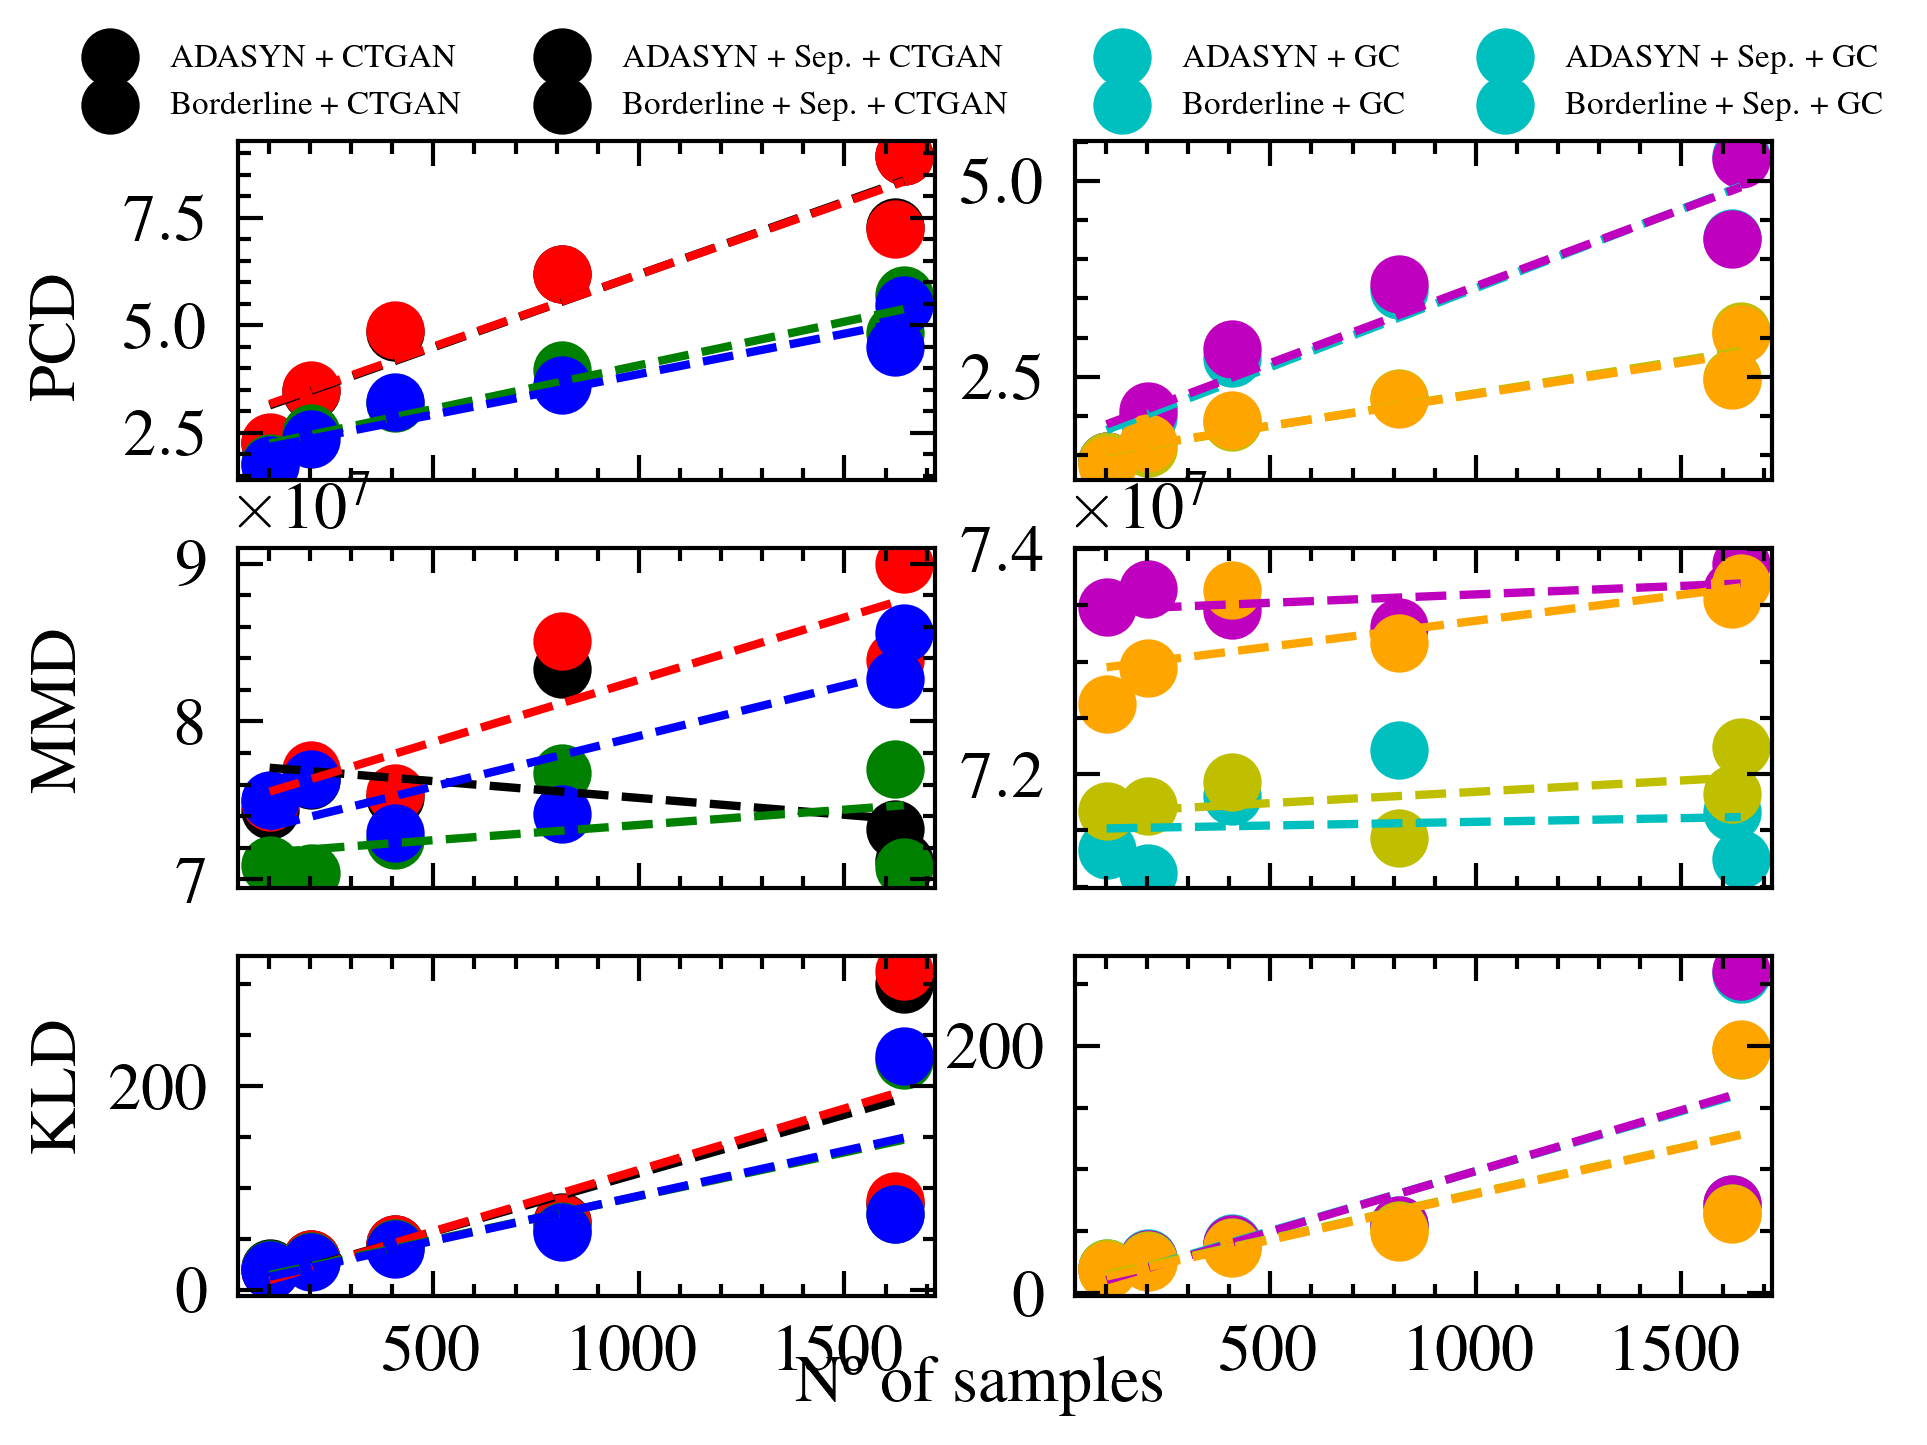 ADASYN + CTGAN ADASYN + Sep. + CTGAN ADASYN + GC ADASYN + Sep. + GC
Borderline + CTGAN Borderline + Sep. + CTGAN Borderline + GC Borderline + Sep. + GC
PCD
7.5
5.0
2.5
5.0
2.5
×10⁷ ×10⁷
MMD
9
8
7
7.4
7.2
KLD
200
0
200
0
500 1000 1500 500 1000 1500
Nº of samples